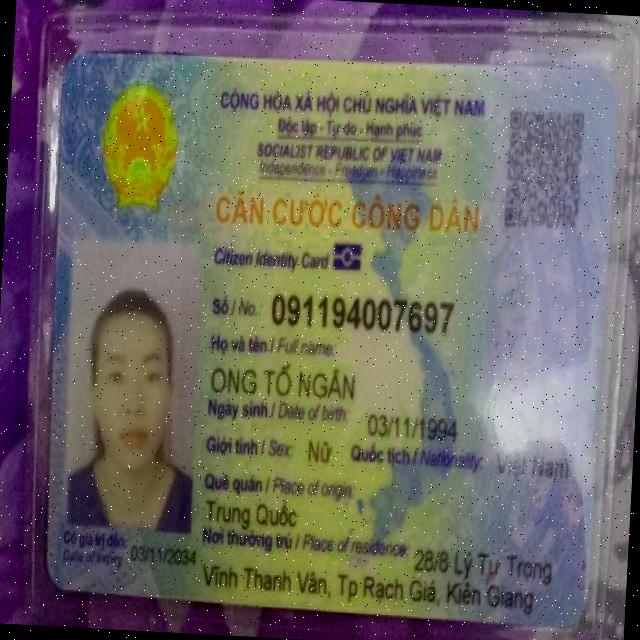 CỘNG HÒA XÃ HỘI CHỦ NGHĨA VIỆT NAM
Độc lập - Tự do - Hạnh phúc
SOCIALIST REPUBLIC OF VIET NAM
Independence - Freedom - Happiness
CĂN CƯỚC CÔNG DÂN
Citizen Identity Card
Số / No.: 091194007697
Họ và tên / Full name:
ONG TỐ NGÂN
Ngày sinh / Date of birth: 03/11/1994
Giới tính / Sex: Nữ Quốc tịch / Nationality: Việt Nam
Quê quán / Place of origin:
Trung Quốc
Nơi thường trú / Place of residence: 28/8 Lý Tự Trọng
Vĩnh Thanh Vân, Tp Rạch Giá, Kiên Giang
Có giá trị đến: 03/11/2034
Date of expiry